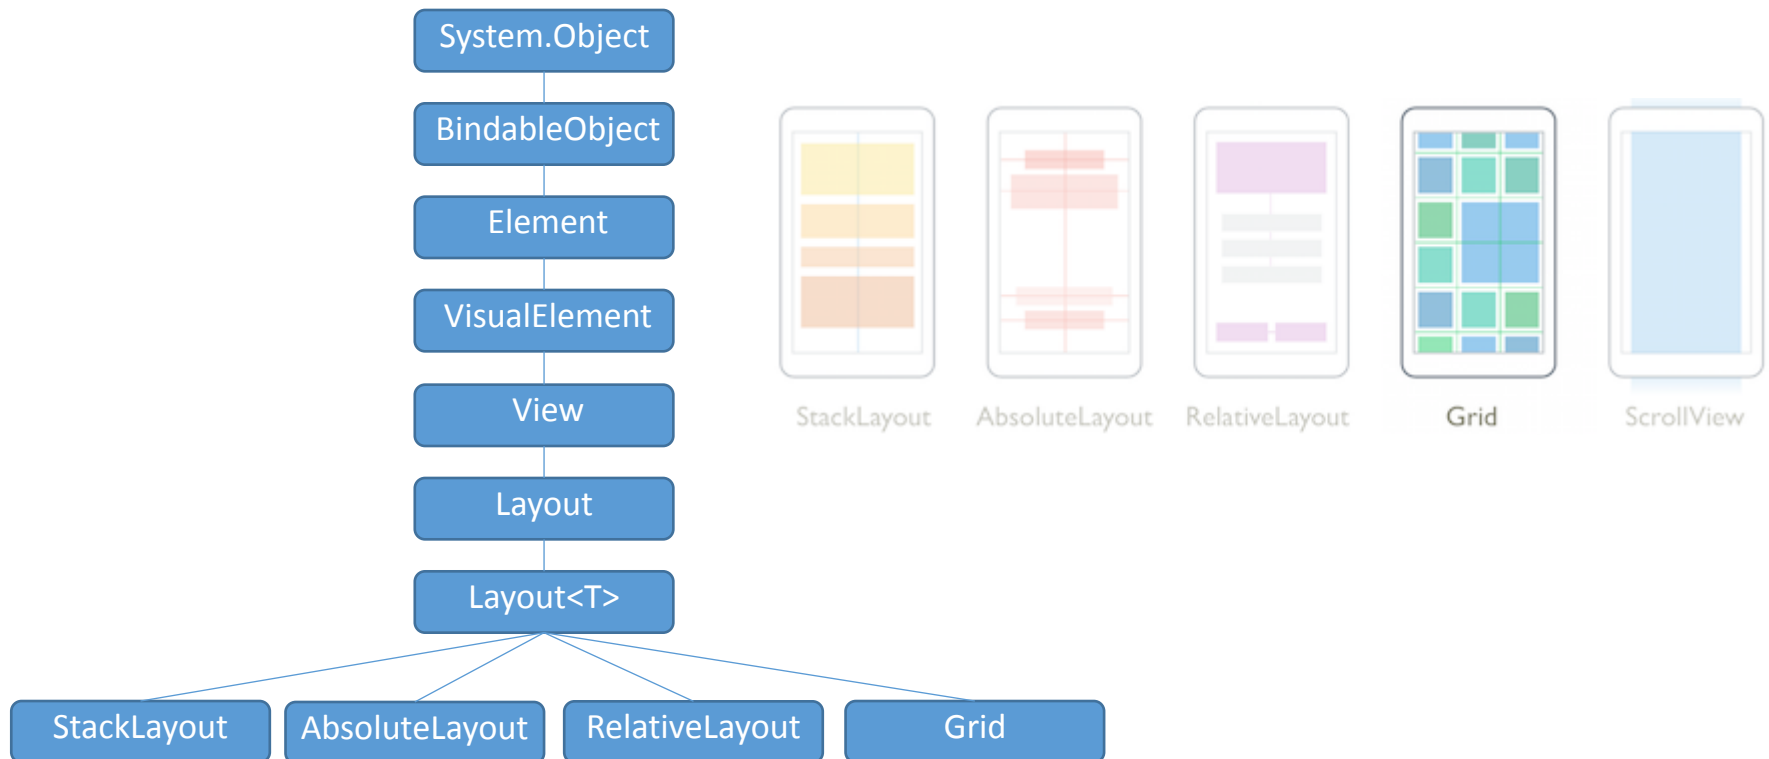 System.Object
BindableObject
Element
VisualElement
View
Layout
Layout<T>
StackLayout AbsoluteLayout RelativeLayout Grid
StackLayout AbsoluteLayout RelativeLayout Grid ScrollView